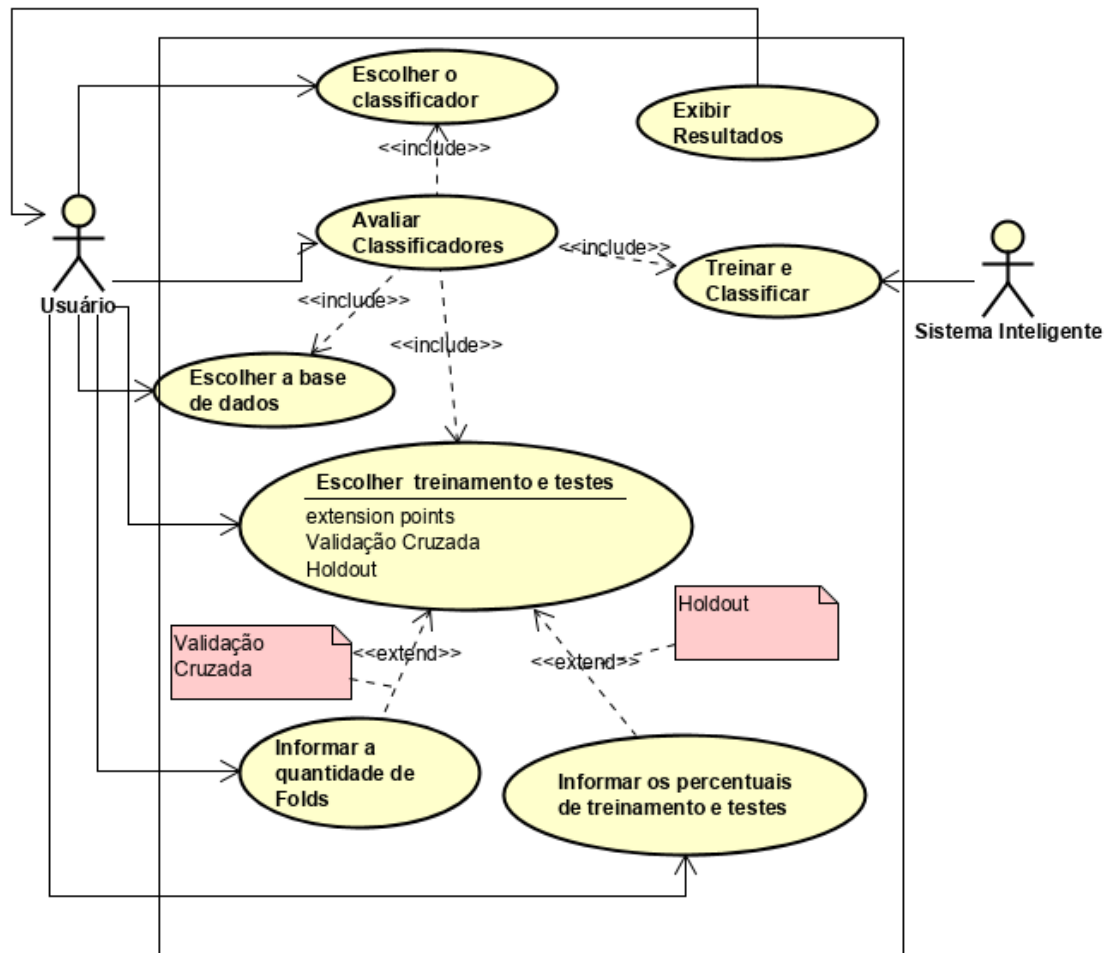 Escolher o
classificador
Exibir
Resultados
<<include>>
Avaliar
Classificadores
<<include>>
Treinar e
Classificar
Usuário
Sistema Inteligente
<<include>>
<<include>>
Escolher a base
de dados
Escolher treinamento e testes
extension points
Validação Cruzada
Holdout
Holdout
Validação
Cruzada
<<extend>>
<<extend>>
Informar a
quantidade de
Folds
Informar os percentuais
de treinamento e testes